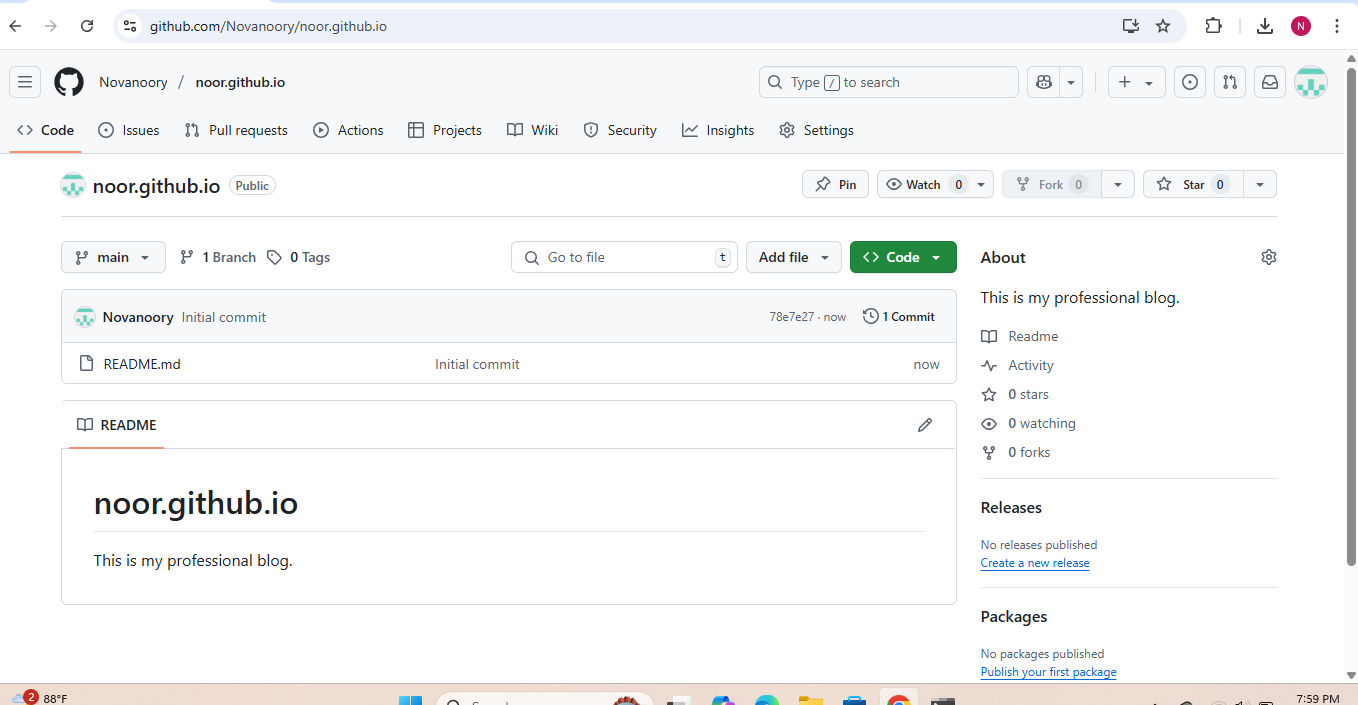 github.com/Novanoory/noor.github.io
N
Novanoory / noor.github.io
Type / to search
Code Issues Pull requests Actions Projects Wiki Security Insights Settings
noor.github.io Public
Pin Watch 0 Fork 0 Star 0
main 1 Branch 0 Tags Go to file t Add file Code
Novanoory Initial commit 78e7e27 · now 1 Commit
README.md Initial commit now
README
noor.github.io
This is my professional blog.
About
This is my professional blog.
Readme
Activity
0 stars
0 watching
0 forks
Releases
No releases published
Create a new release
Packages
No packages published
Publish your first package
2 88°F
7:59 PM